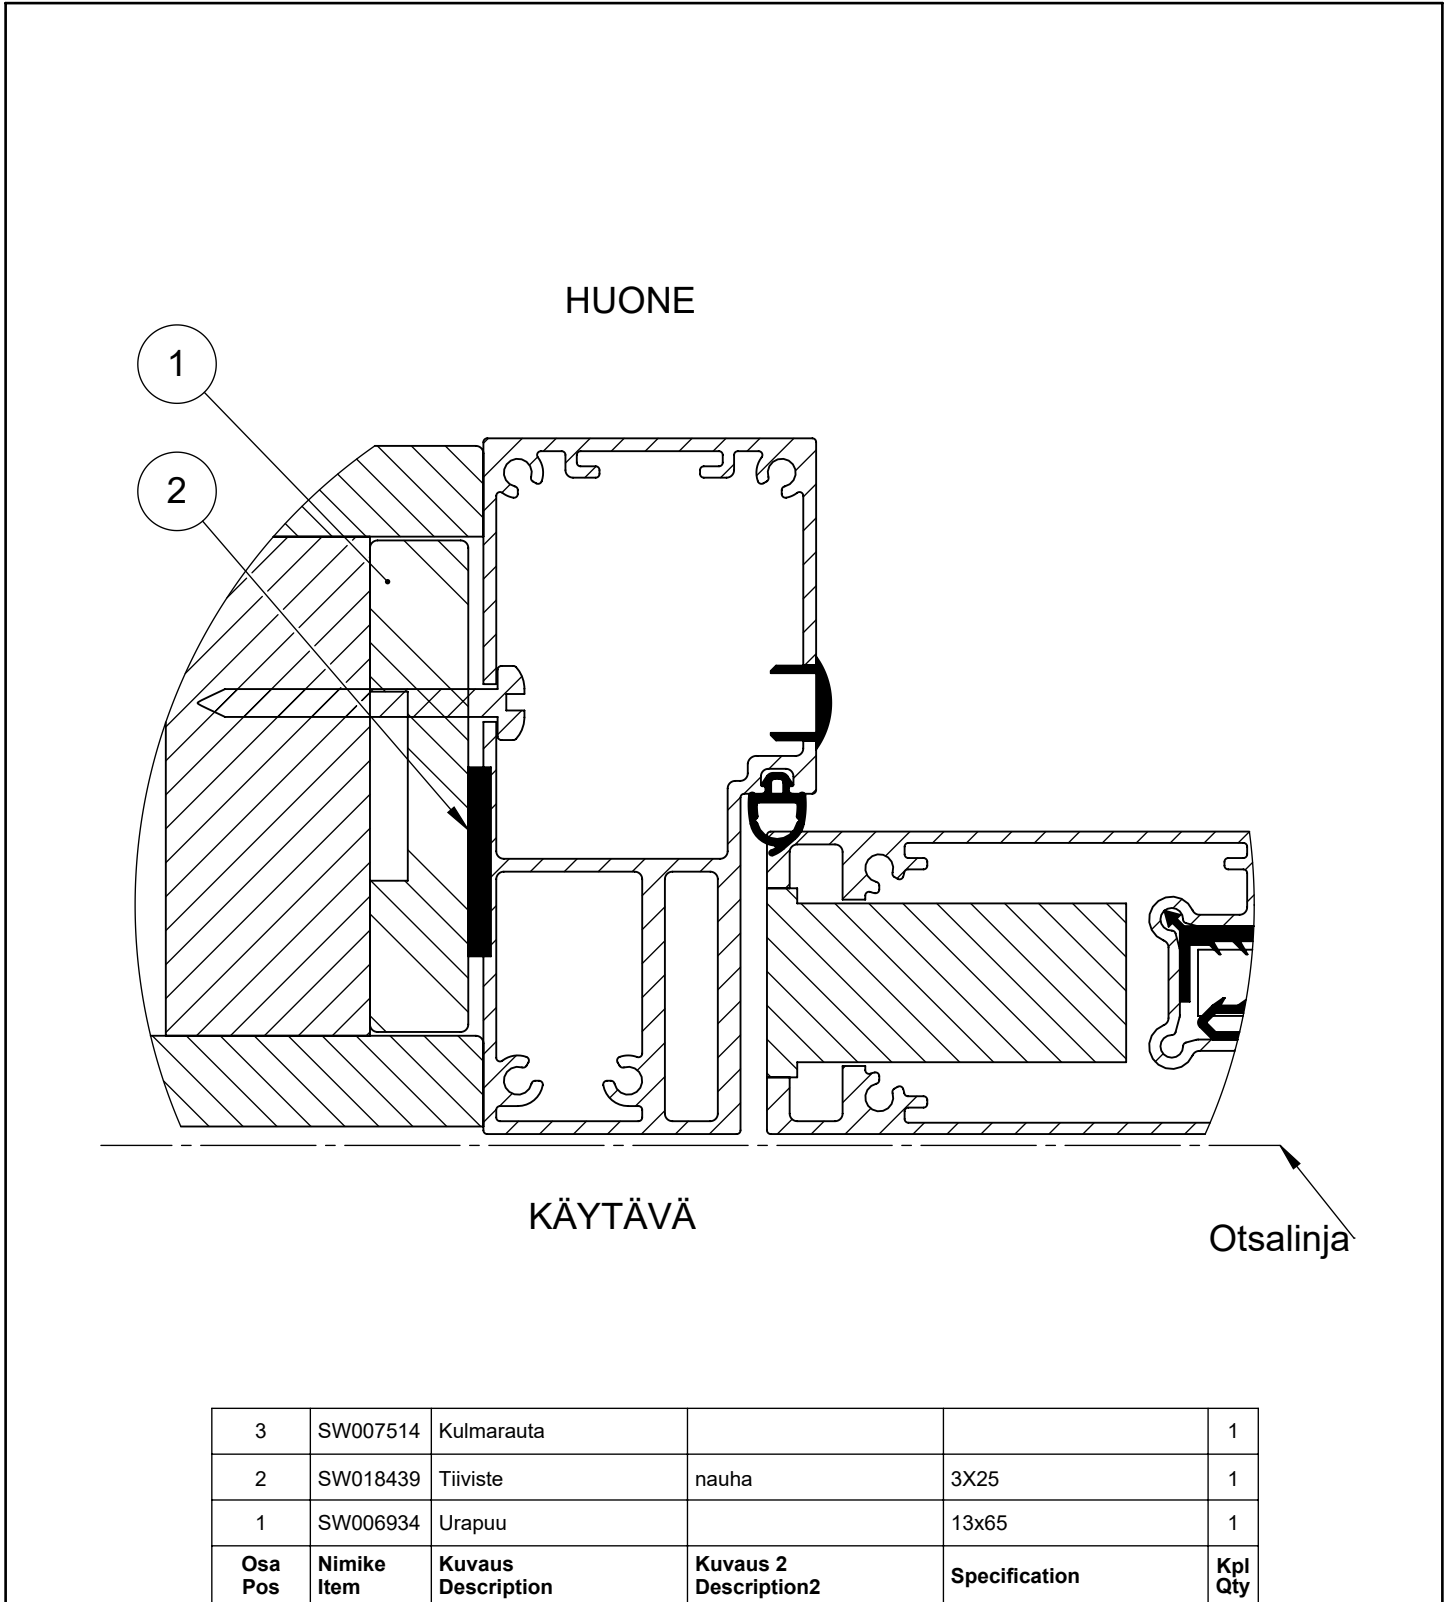 HUONE
1
2
KÄYTÄVÄ
Otsalinja
3 SW007514 Kulmarauta 1
2 SW018439 Tiiviste nauha 3X25 1
1 SW006934 Urapuu 13x65 1
Osa Nimike Kuvaus Kuvaus 2 Specification Kpl
Pos Item Description Description2 Qty